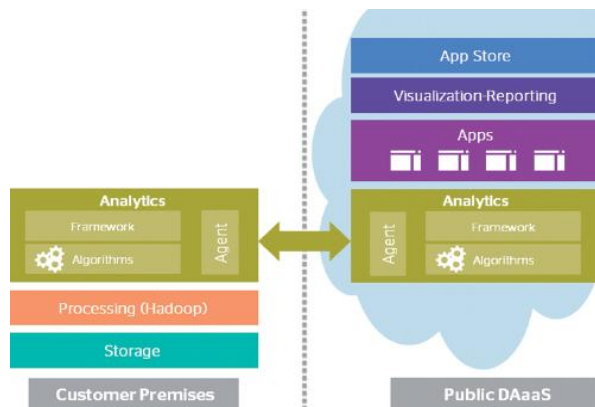 App Store
Visualization-Reporting
Apps
Analytics
Framework
Algorithms
Agent
Processing (Hadoop)
Storage
Customer Premises
Analytics
Agent
Framework
Algorithms
Public DAaaS